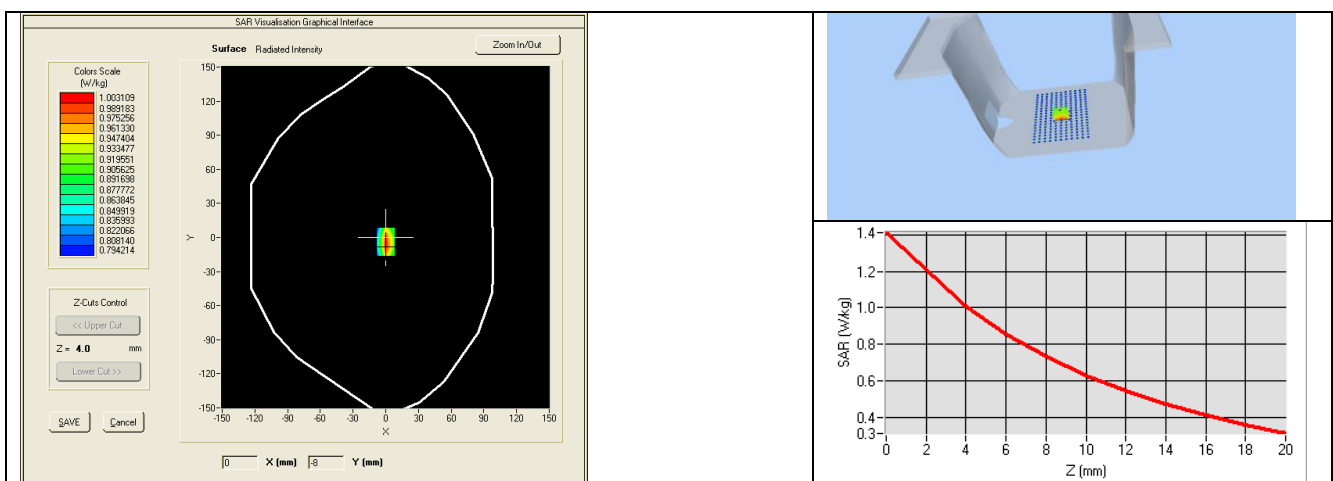 SAR Visualisation Graphical Interface
Surface Radiated Intensity
Zoom In/Out
Colors Scale
(W/kg)
1.003109
0.989183
0.975256
0.961330
0.947404
0.933477
0.919551
0.905625
0.891698
0.877772
0.863845
0.849919
0.835993
0.822066
0.808140
0.794214
Z-Cuts Control
<< Upper Cut
Z = 4.0 mm
Lower Cut >>
SAVE Cancel
150
120
90
60
30
0
-30
-60
-90
-120
-150
Y
-150 -120 -90 -60 -30 0 30 60 90 120 150
X
0 X (mm) -8 Y (mm)
1.4
1.2
1.0
0.8
0.6
0.4
0.3
SAR (W/kg)
0 2 4 6 8 10 12 14 16 18 20
Z (mm)